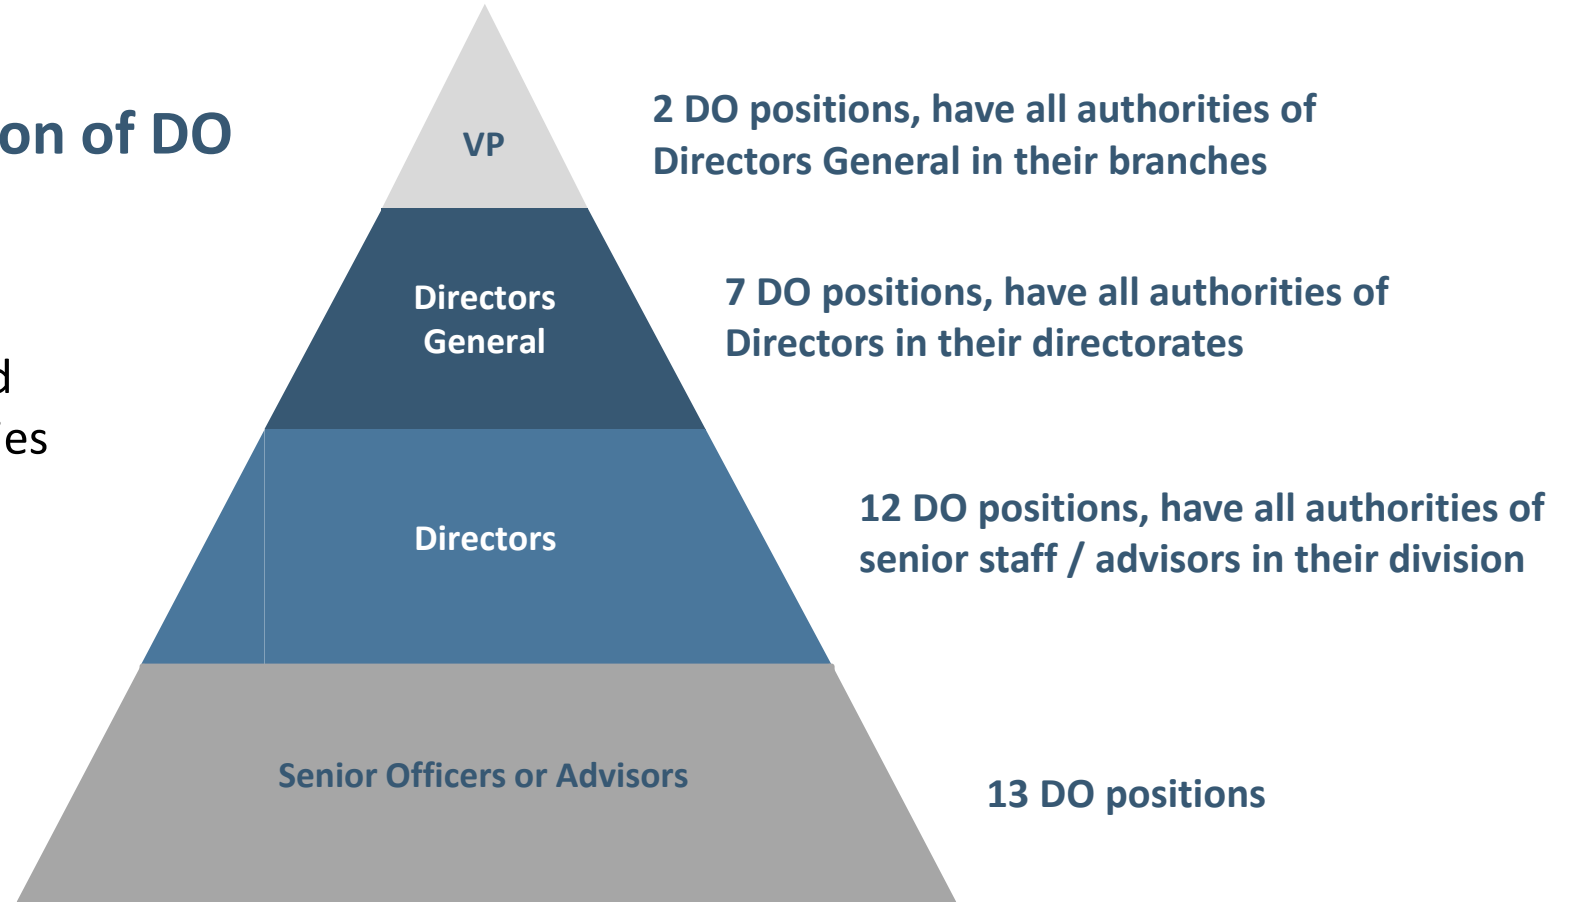 on of DO
VP
2 DO positions, have all authorities of
Directors General in their branches
Directors
General
7 DO positions, have all authorities of
Directors in their directorates
d
ies
Directors
12 DO positions, have all authorities of
senior staff / advisors in their division
Senior Officers or Advisors
13 DO positions